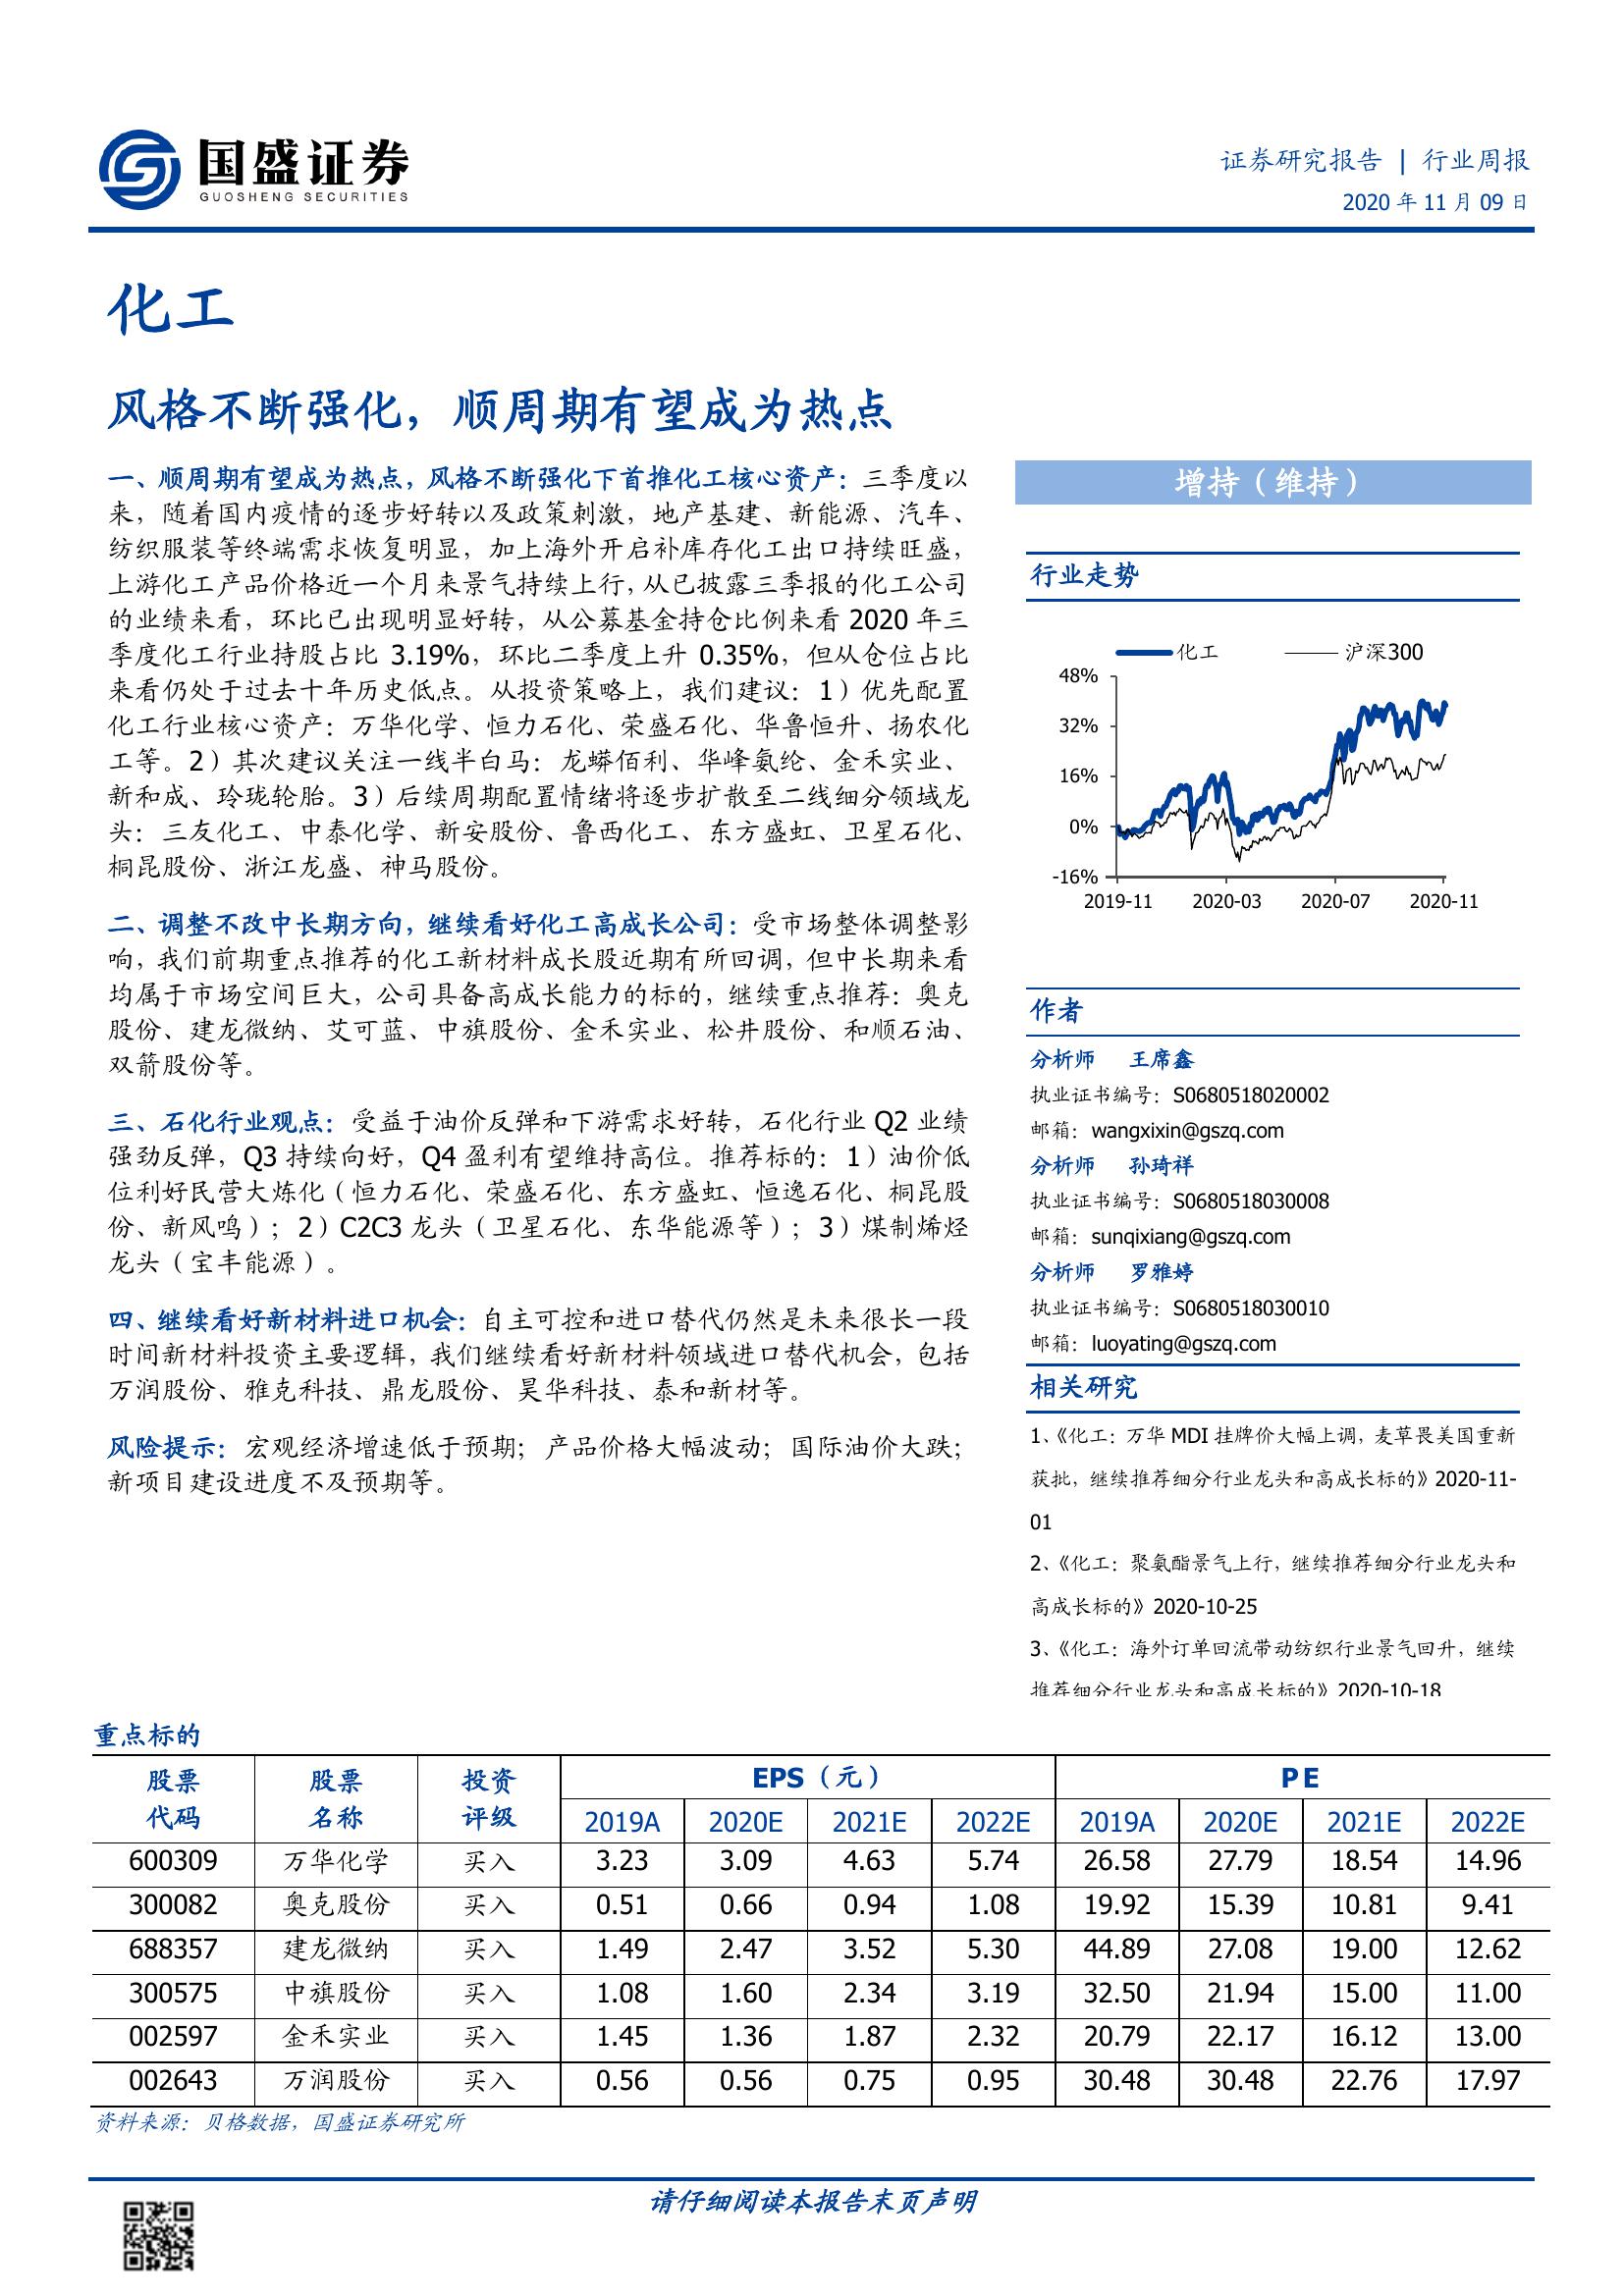 国盛证券
GUOSHENG SECURITIES
证券研究报告 | 行业周报
2020 年 11 月 09 日
化工
风格不断强化，顺周期有望成为热点
一、顺周期有望成为热点，风格不断强化下首推化工核心资产：三季度以
来，随着国内疫情的逐步好转以及政策刺激，地产基建、新能源、汽车、
纺织服装等终端需求恢复明显，加上海外开启补库存化工出口持续旺盛，
上游化工产品价格近一个月来景气持续上行，从已披露三季报的化工公司
的业绩来看，环比已出现明显好转，从公募基金持仓比例来看 2020 年三
季度化工行业持股占比 3.19%，环比二季度上升 0.35%，但从仓位占比
来看仍处于过去十年历史低点。从投资策略上，我们建议：1）优先配置
化工行业核心资产：万华化学、恒力石化、荣盛石化、华鲁恒升、扬农化
工等。2）其次建议关注一线半白马：龙蟒佰利、华峰氨纶、金禾实业、
新和成、玲珑轮胎。3）后续周期配置情绪将逐步扩散至二线细分领域龙
头：三友化工、中泰化学、新安股份、鲁西化工、东方盛虹、卫星石化、
桐昆股份、浙江龙盛、神马股份。
二、调整不改中长期方向，继续看好化工高成长公司：受市场整体调整影
响，我们前期重点推荐的化工新材料成长股近期有所回调，但中长期来看
均属于市场空间巨大，公司具备高成长能力的标的，继续重点推荐：奥克
股份、建龙微纳、艾可蓝、中旗股份、金禾实业、松井股份、和顺石油、
双箭股份等。
三、石化行业观点：受益于油价反弹和下游需求好转，石化行业 Q2 业绩
强劲反弹，Q3 持续向好，Q4 盈利有望维持高位。推荐标的：1）油价低
位利好民营大炼化（恒力石化、荣盛石化、东方盛虹、恒逸石化、桐昆股
份、新风鸣）；2）C2C3 龙头（卫星石化、东华能源等）；3）煤制烯烃
龙头（宝丰能源）。
四、继续看好新材料进口机会：自主可控和进口替代仍然是未来很长一段
时间新材料投资主要逻辑，我们继续看好新材料领域进口替代机会，包括
万润股份、雅克科技、鼎龙股份、昊华科技、泰和新材等。
风险提示：宏观经济增速低于预期；产品价格大幅波动；国际油价大跌；
新项目建设进度不及预期等。
增持（维持）
行业走势
化工 沪深300
48%
32%
16%
0%
-16%
2019-11 2020-03 2020-07 2020-11
作者
分析师 王席鑫
执业证书编号：S0680518020002
邮箱：wangxixin@gszq.com
分析师 孙琦祥
执业证书编号：S0680518030008
邮箱：sunqixiang@gszq.com
分析师 罗雅婷
执业证书编号：S0680518030010
邮箱：luoyating@gszq.com
相关研究
1、《化工：万华 MDI 挂牌价大幅上调，麦草畏美国重新
获批，继续推荐细分行业龙头和高成长标的》2020-11-
01
2、《化工：聚氨酯景气上行，继续推荐细分行业龙头和
高成长标的》2020-10-25
3、《化工：海外订单回流带动纺织行业景气回升，继续
推荐细分行业龙头和高成长标的》2020-10-18
重点标的
股票 股票 投资 EPS（元） P E
代码 名称 评级 2019A 2020E 2021E 2022E 2019A 2020E 2021E 2022E
600309 万华化学 买入 3.23 3.09 4.63 5.74 26.58 27.79 18.54 14.96
300082 奥克股份 买入 0.51 0.66 0.94 1.08 19.92 15.39 10.81 9.41
688357 建龙微纳 买入 1.49 2.47 3.52 5.30 44.89 27.08 19.00 12.62
300575 中旗股份 买入 1.08 1.60 2.34 3.19 32.50 21.94 15.00 11.00
002597 金禾实业 买入 1.45 1.36 1.87 2.32 20.79 22.17 16.12 13.00
002643 万润股份 买入 0.56 0.56 0.75 0.95 30.48 30.48 22.76 17.97
资料来源：贝格数据，国盛证券研究所
请仔细阅读本报告末页声明